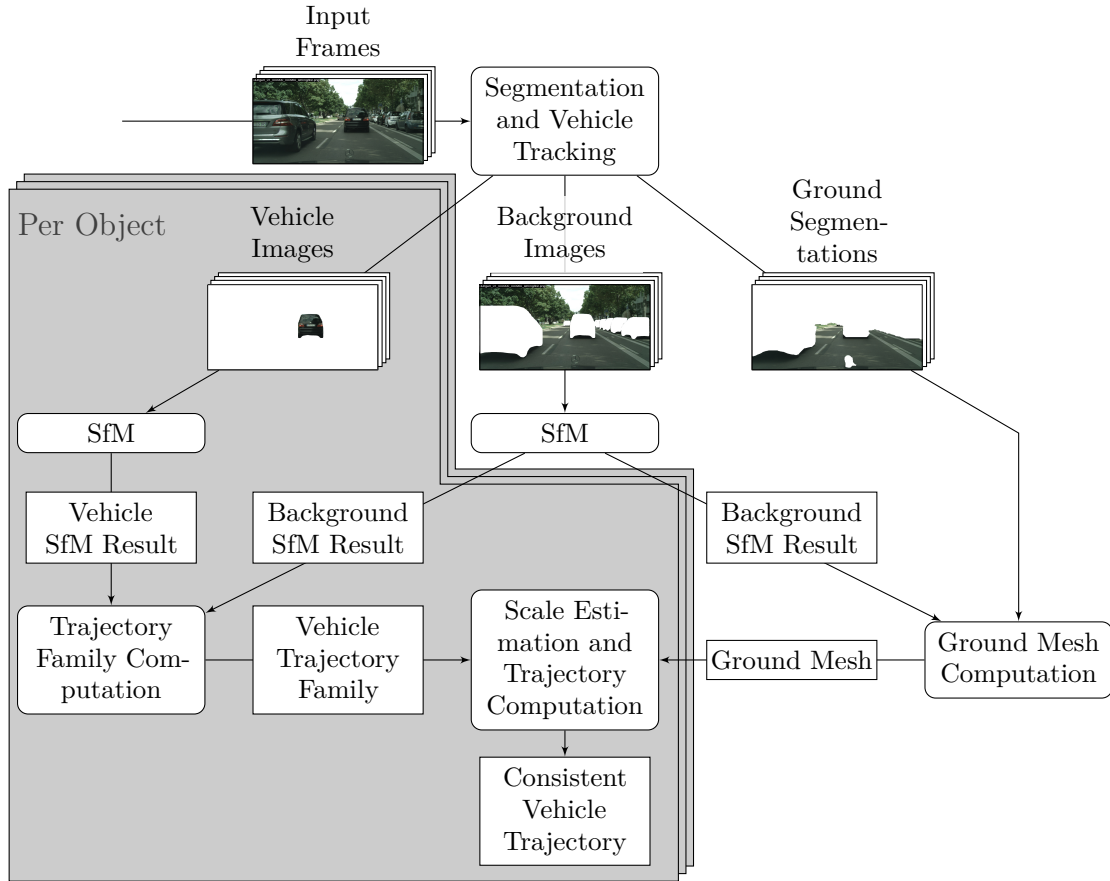 Input
Frames
Segmentation
and Vehicle
Tracking
Per Object
Vehicle
Images
Background
Images
Ground
Segmen-
tations
SfM
SfM
Vehicle
SfM Result
Background
SfM Result
Background
SfM Result
Trajectory
Family Com-
putation
Vehicle
Trajectory
Family
Scale Esti-
mation and
Trajectory
Computation
Ground Mesh
Ground Mesh
Computation
Consistent
Vehicle
Trajectory